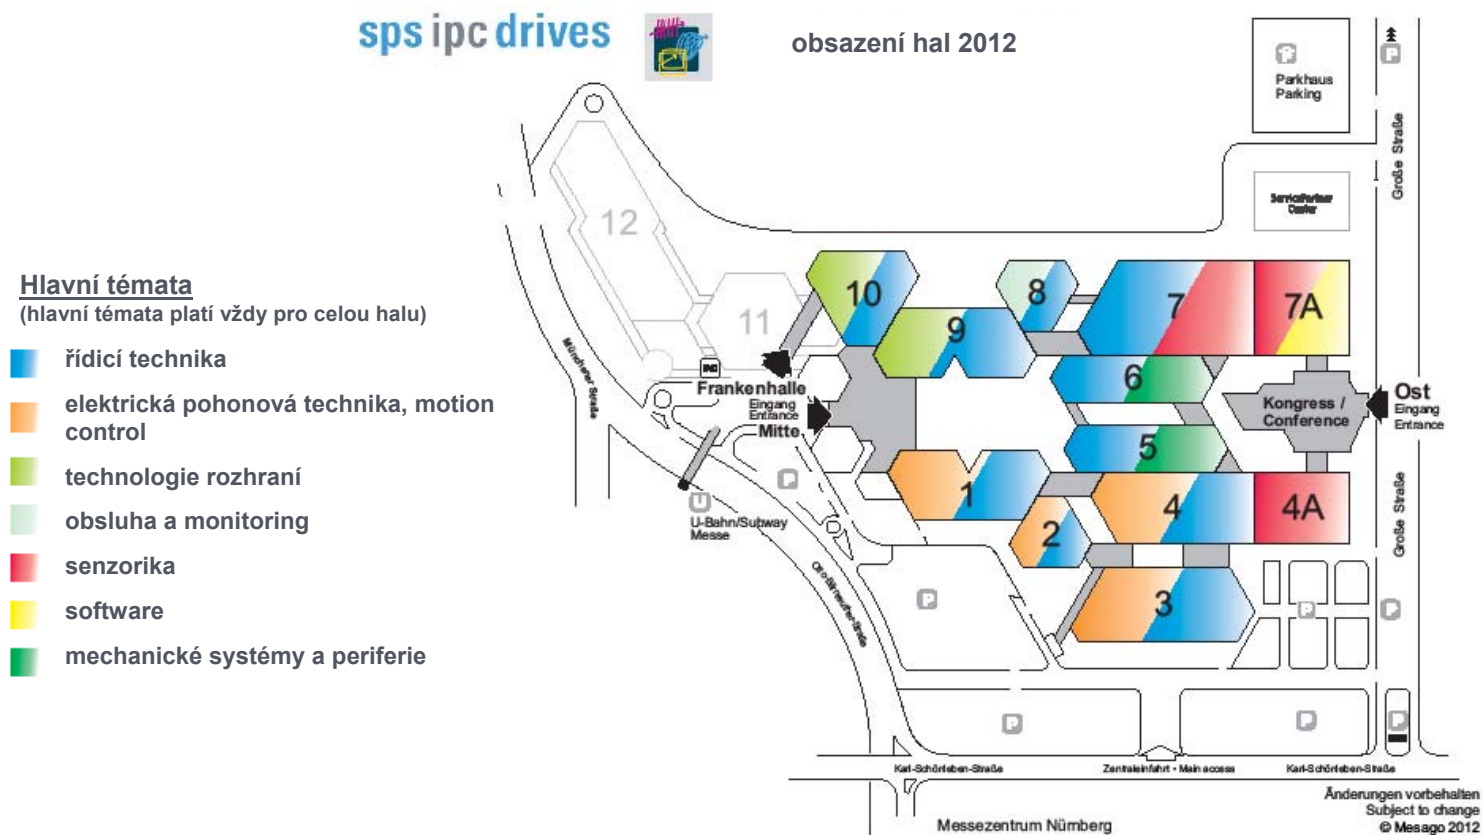 sps ipc drives
obsazení hal 2012
Parkhaus
Parking
P
Große Straße
ServicePartner
Center
12
11
10
9
8
7
7A
6
5
4
4A
3
2
1
Hlavní témata
(hlavní témata platí vždy pro celou halu)
řídicí technika
elektrická pohonová technika, motion
control
technologie rozhraní
obsluha a monitoring
senzorika
software
mechanické systémy a periferie
Münchener Straße
Frankenhalle
Eingang
Entrance
Mitte
Kongress /
Conference
Ost
Eingang
Entrance
U-Bahn/Subway
Messe
P
Große Straße
P
P
P
P
P
P
Karl-Schönleben-Straße
Zentraleinfahrt • Main access
Karl-Schönleben-Straße
Änderungen vorbehalten
Subject to change
© Mesago 2012
Messezentrum Nürnberg